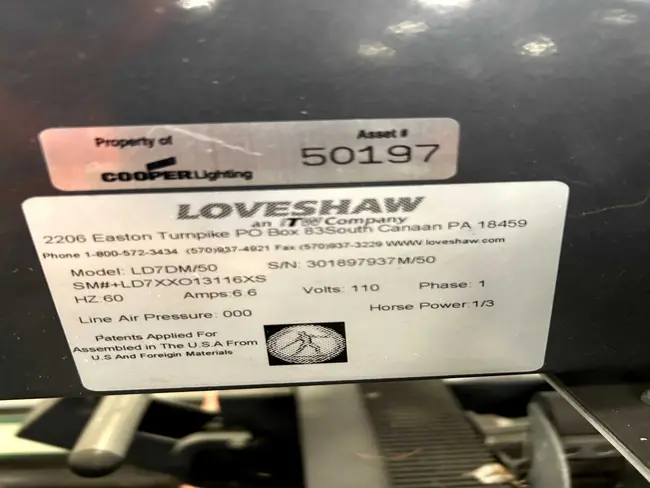 Property of
COOPER Lighting
Asset #
50197
LOVESHAW
an ITW Company
2206 Easton Turnpike PO Box 83South Canaan PA 18459
Phone 1-800-572-3434 (570)937-4921 Fax (570)937-3229 WWW.loveshaw.com
Model: LD7DM/50 S/N: 301897937M/50
SM#+LD7XXO13116XS
HZ:60 Amps:6.6 Volts: 110 Phase: 1
Line Air Pressure: 000 Horse Power:1/3
Patents Applied For
Assembled in The U.S.A From
U.S And Foreigin Materials